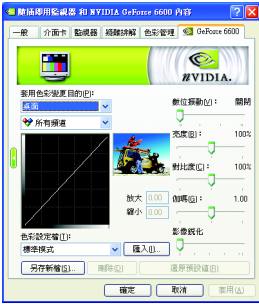 隨插即用監視器 和 NVIDIA GeForce 6600 內容
一般 介面卡 監視器 疑難排解 色彩管理 GeForce 6600
NVIDIA.
套用色彩變更目的(P):
桌面
所有頻道
數位振動(V): 關閉
亮度(B): 100%
對比度(C): 100%
放大 0.00
縮小 0.00
伽瑪(G): 1.00
色彩設定檔(T):
標準模式
匯入(I)...
影像銳化
另存新檔(S)...
刪除(D)
還原預設值(R)
確定
取消
套用(A)